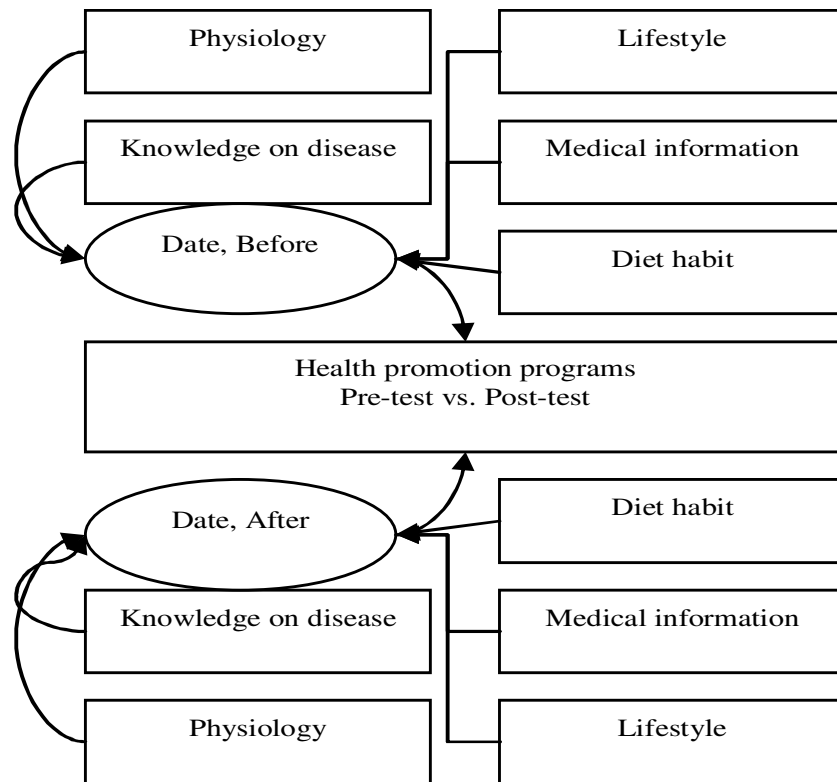 Physiology
Lifestyle
Knowledge on disease
Medical information
Date, Before
Diet habit
Health promotion programs
Pre-test vs. Post-test
Date, After
Diet habit
Knowledge on disease
Medical information
Physiology
Lifestyle